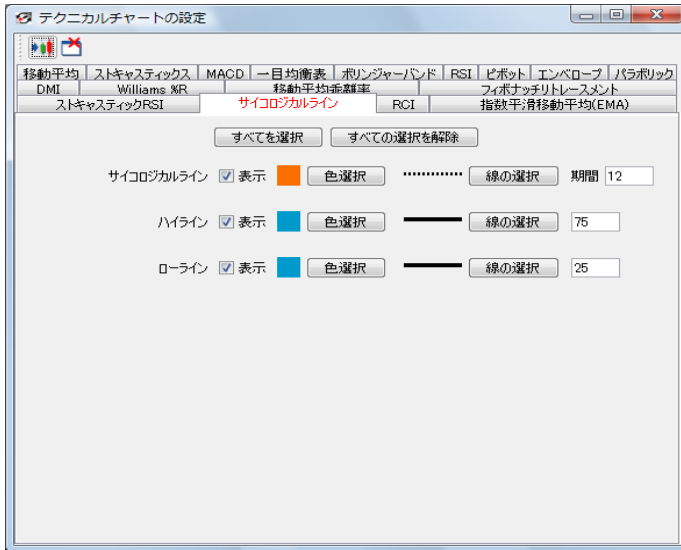 テクニカルチャートの設定
移動平均 ストキャスティックス MACD 一目均衡表 ボリンジャーバンド RSI ピボット エンベロープ パラボリック
DMI Williams %R 移動平均乖離率 フィボナッチリトレースメント
ストキャスティックRSI サイコロジカルライン RCI 指数平滑移動平均(EMA)
すべてを選択 すべての選択を解除
サイコロジカルライン 表示 色選択 線の選択 期間 12
ハイライン 表示 色選択 線の選択 75
ローライン 表示 色選択 線の選択 25